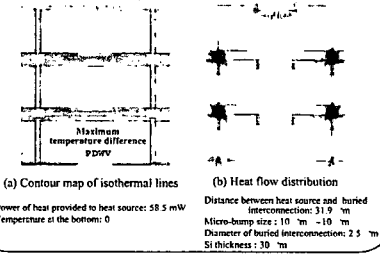 Maximum
temperature difference
PDWV
(a) Contour map of isothermal lines
(b) Heat flow distribution
Power of heat provided to heat source: 58.5 mW
Temperature at the bottom: 0
Distance between heat source and buried
interconnection: 31.9 °m
Micro-bump size : 10 °m ~10 °m
Diameter of buried interconnection: 2.5 °m
Si thickness : 30 °m